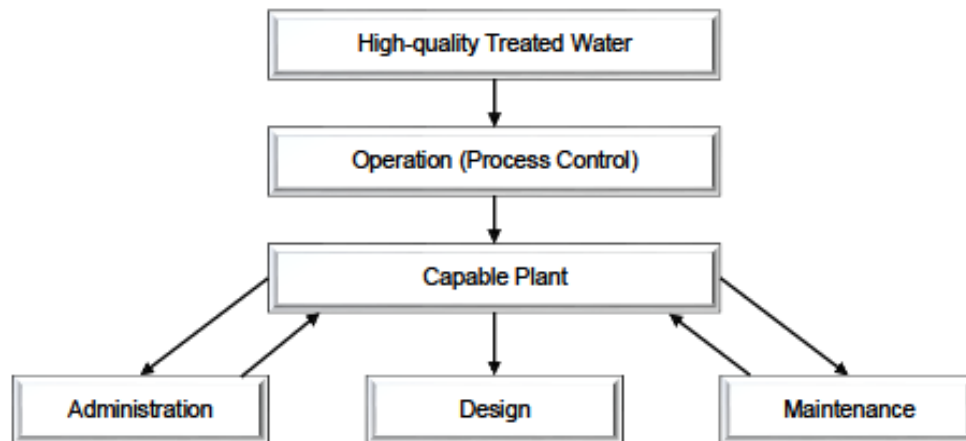 High-quality Treated Water
Operation (Process Control)
Capable Plant
Administration
Design
Maintenance